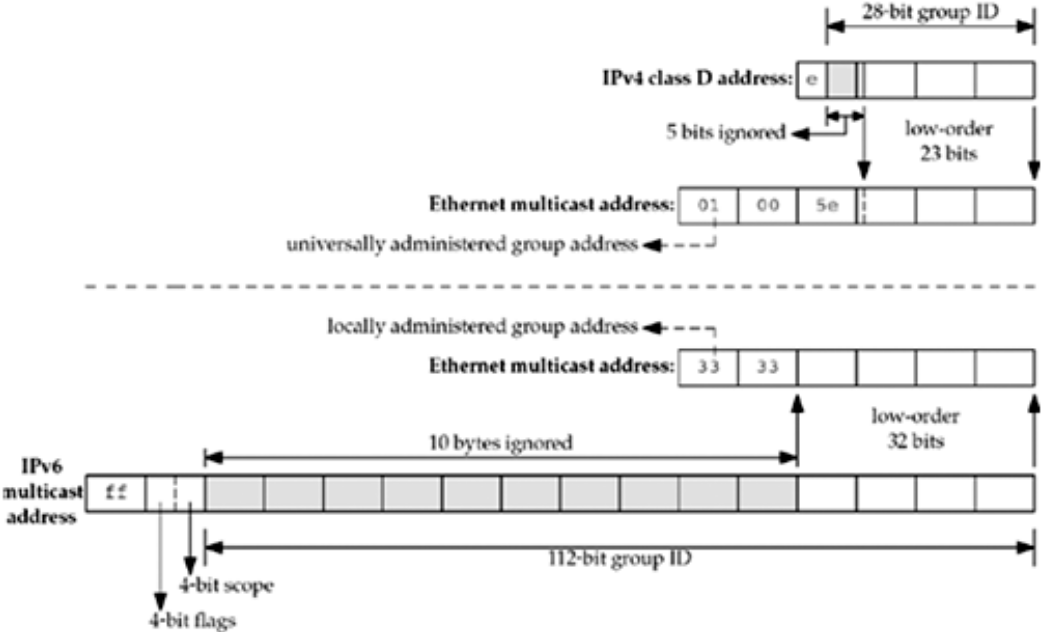 28-bit group ID
IPv4 class D address: e
5 bits ignored
low-order
23 bits
Ethernet multicast address: 01 00 5e
universally administered group address
locally administered group address
Ethernet multicast address: 33 33
low-order
32 bits
10 bytes ignored
IPv6
multicast
address
ff
112-bit group ID
4-bit scope
4-bit flags